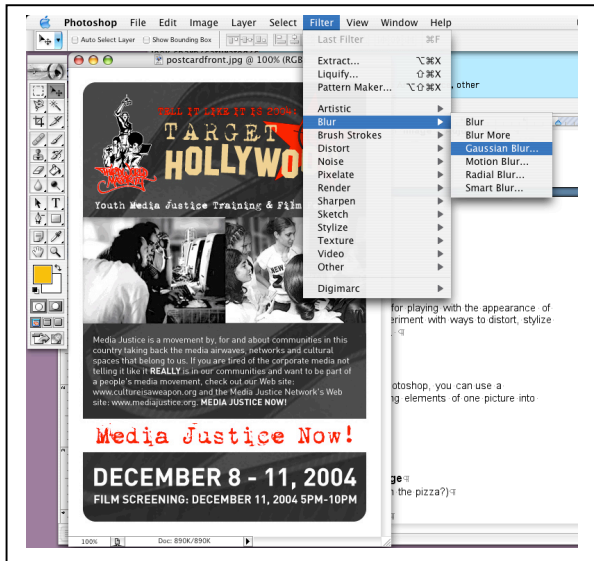 Photoshop File Edit Image Layer Select Filter View Window Help
Auto Select Layer Show Bounding Box
postcardfront.jpg @ 100% (RGB
Last Filter ⌘F
Extract... ⌥⌘X
Liquify... ⇧⌘X
Pattern Maker... ⌥⇧⌘X
Artistic
Blur
Brush Strokes
Distort
Noise
Pixelate
Render
Sharpen
Sketch
Stylize
Texture
Video
Other
Digimarc
Blur
Blur More
Gaussian Blur...
Motion Blur...
Radial Blur...
Smart Blur...
, other
TELL IT LIKE IT IS 2004:
TARGET
HOLLYWO
Youth Media Justice Training & Film
NEW
Media Justice is a movement by, for and about communities in this
country taking back the media airwaves, networks and cultural
spaces that belong to us. If you are tired of the corporate media not
telling it like it REALLY is in our communities and want to be part of
a people's media movement, check out our Web site:
www.cultureisaweapon.org and the Media Justice Network's Web
site: www.mediajustice.org. MEDIA JUSTICE NOW!
Media Justice Now!
DECEMBER 8 - 11, 2004
FILM SCREENING: DECEMBER 11, 2004 5PM-10PM
100% Doc: 890K/890K
for playing with the appearance of
eriment with ways to distort, stylize
otoshop, you can use a
ng elements of one picture into
ge
n the pizza?)